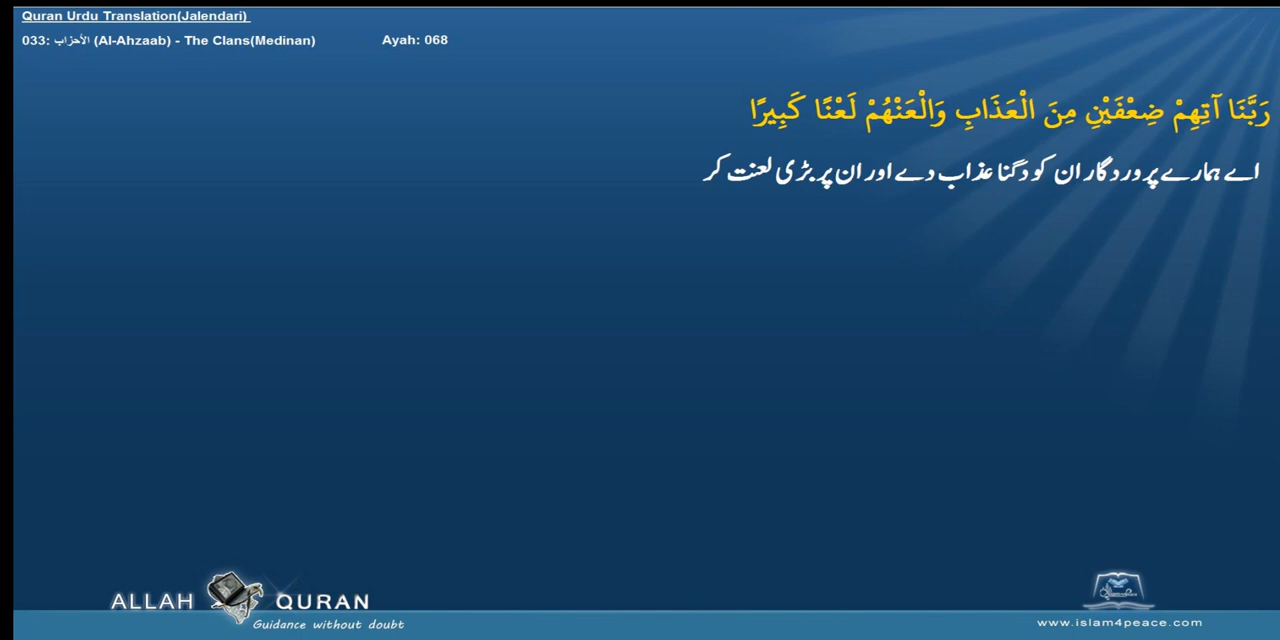 Quran Urdu Translation(Jalendari)
033: الأحزاب (Al-Ahzaab) - The Clans(Medinan) Ayah: 068
رَبَّنَا آتِهِمْ ضِعْفَيْنِ مِنَ الْعَذَابِ وَالْعَنْهُمْ لَعْنًا كَبِيرًا
اے ہمارے پروردگار ان کو دگنا عذاب دے اور ان پر بڑی لعنت کر
ALLAH QURAN
Guidance without doubt
www.islam4peace.com